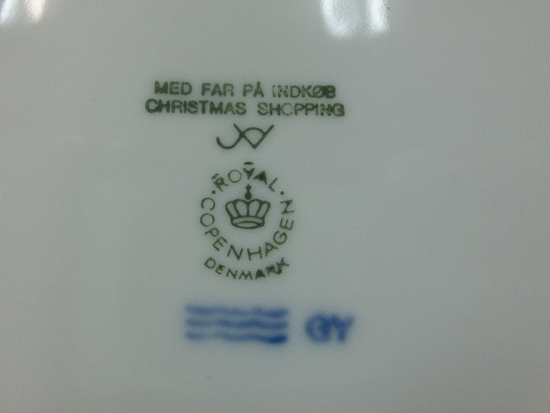 MED FAR PÅ INDKØB
CHRISTMAS SHOPPING
ROYAL
COPENHAGEN
DENMARK
GY